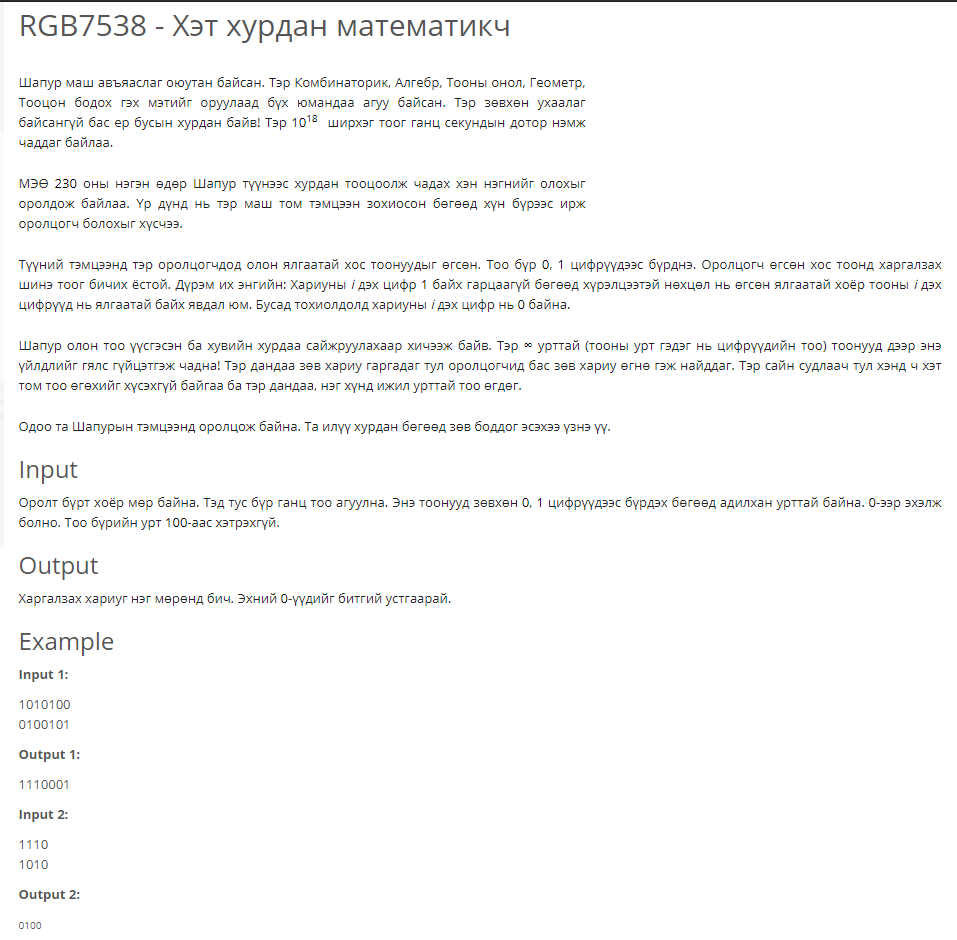 RGB7538 - Хэт хурдан математикч
Шапур маш авъяаслаг оюутан байсан. Тэр Комбинаторик, Алгебр, Тооны онол, Геометр,
Тооцон бодох гэх мэтийг оруулаад бүх юмандаа агуу байсан. Тэр зөвхөн ухаалаг
байсангүй бас ер бусын хурдан байв! Тэр 10^18 ширхэг тоог ганц секундын дотор нэмж
чаддаг байлаа.
МЭӨ 230 оны нэгэн өдөр Шапур түүнээс хурдан тооцоолж чадах хэн нэгнийг олохыг
оролдож байлаа. Үр дүнд нь тэр маш том тэмцээн зохиосон бөгөөд хүн бүрээс ирж
оролцогч болохыг хүсчээ.
Түүний тэмцээнд тэр оролцогчдод олон ялгаатай хос тоонуудыг өгсөн. Тоо бүр 0, 1 цифрүүдээс бүрднэ. Оролцогч өгсөн хос тоонд харгалзах
шинэ тоог бичих ёстой. Дүрэм их энгийн: Хариуны i дэх цифр 1 байх гарцаагүй бөгөөд хүрэлцээтэй нөхцөл нь өгсөн ялгаатай хоёр тооны i дэх
цифрүүд нь ялгаатай байх явдал юм. Бусад тохиолдолд хариуны i дэх цифр нь 0 байна.
Шапур олон тоо үүсгэсэн ба хувийн хурдаа сайжруулахаар хичээж байв. Тэр ∞ урттай (тооны урт гэдэг нь цифрүүдийн тоо) тоонууд дээр энэ
үйлдлийг гялс гүйцэтгэж чадна! Тэр дандаа зөв хариу гаргадаг тул оролцогчид бас зөв хариу өгнө гэж найддаг. Тэр сайн судлаач тул хэнд ч хэт
том тоо өгөхийг хүсэхгүй байгаа ба тэр дандаа, нэг хүнд ижил урттай тоо өгдөг.
Одоо та Шапурын тэмцээнд оролцож байна. Та илүү хурдан бөгөөд зөв боддог эсэхээ үзнэ үү.
Input
Оролт бүрт хоёр мөр байна. Тэд тус бүр ганц тоо агуулна. Энэ тоонууд зөвхөн 0, 1 цифрүүдээс бүрдэх бөгөөд адилхан урттай байна. 0-ээр эхэлж
болно. Тоо бүрийн урт 100-аас хэтрэхгүй.
Output
Харгалзах хариуг нэг мөрөнд бич. Эхний 0-үүдийг битгий устгаарай.
Example
Input 1:
1010100
0100101
Output 1:
1110001
Input 2:
1110
1010
Output 2:
0100